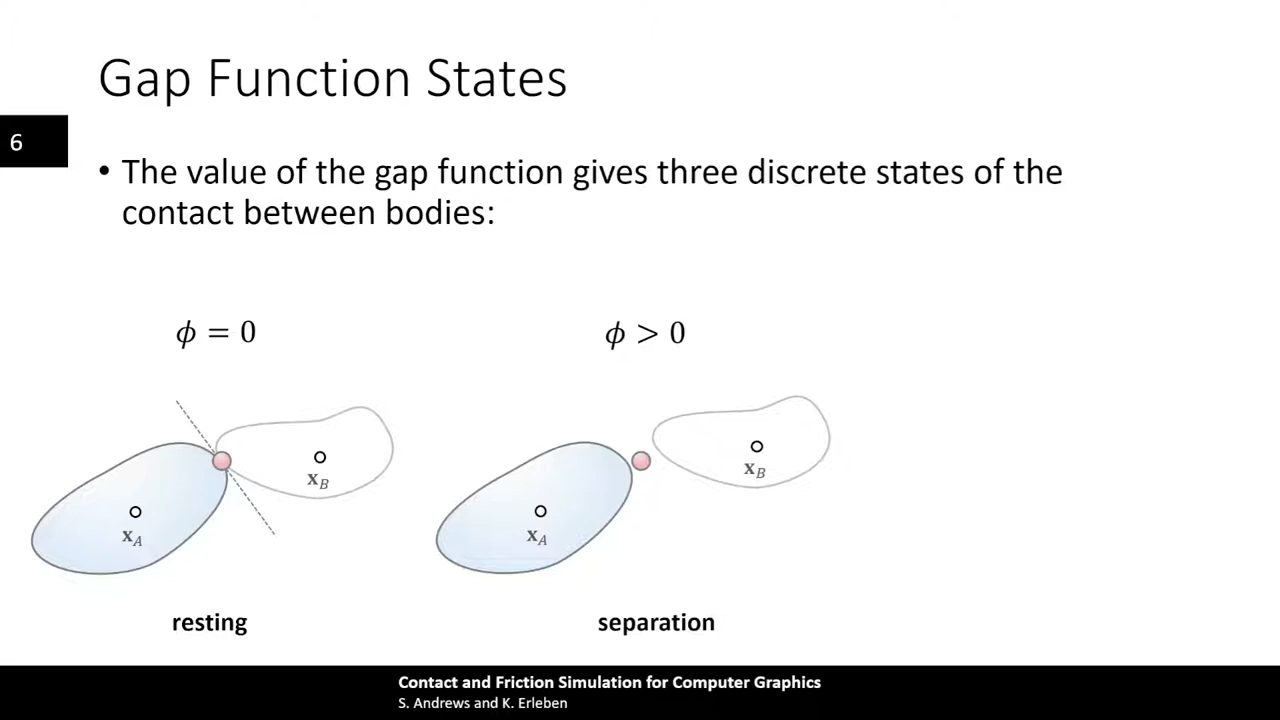 Gap Function States
6
• The value of the gap function gives three discrete states of the
contact between bodies:
ϕ = 0
ϕ > 0
x_B
x_A
x_B
x_A
resting
separation
Contact and Friction Simulation for Computer Graphics
S. Andrews and K. Erleben